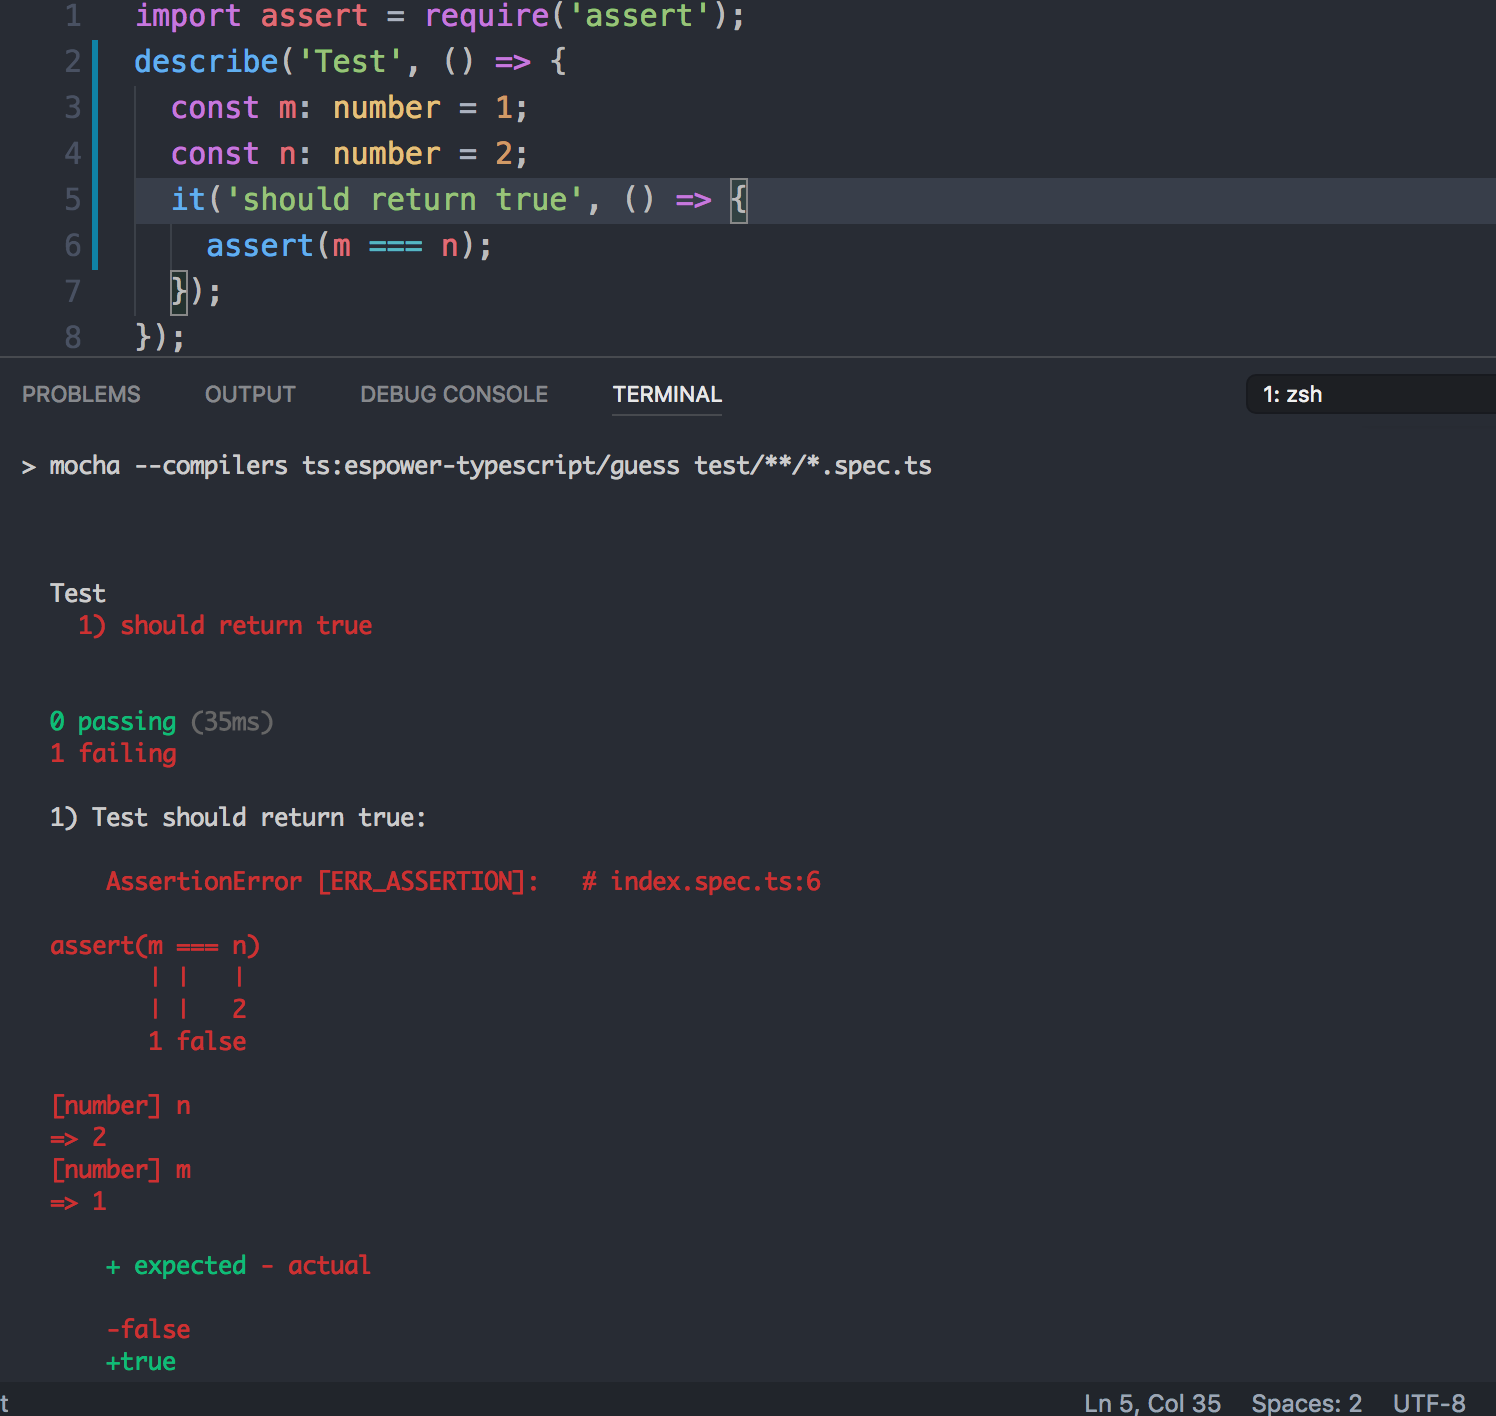 1 import assert = require('assert');
2 describe('Test', () => {
3 const m: number = 1;
4 const n: number = 2;
5 it('should return true', () => {
6 assert(m === n);
7 });
8 });
PROBLEMS OUTPUT DEBUG CONSOLE TERMINAL 1: zsh
> mocha --compilers ts:espower-typescript/guess test/**/*.spec.ts
Test
1) should return true
0 passing (35ms)
1 failing
1) Test should return true:
AssertionError [ERR_ASSERTION]: # index.spec.ts:6
assert(m === n)
| | |
| | 2
1 false
[number] n
=> 2
[number] m
=> 1
+ expected - actual
-false
+true
t Ln 5, Col 35 Spaces: 2 UTF-8